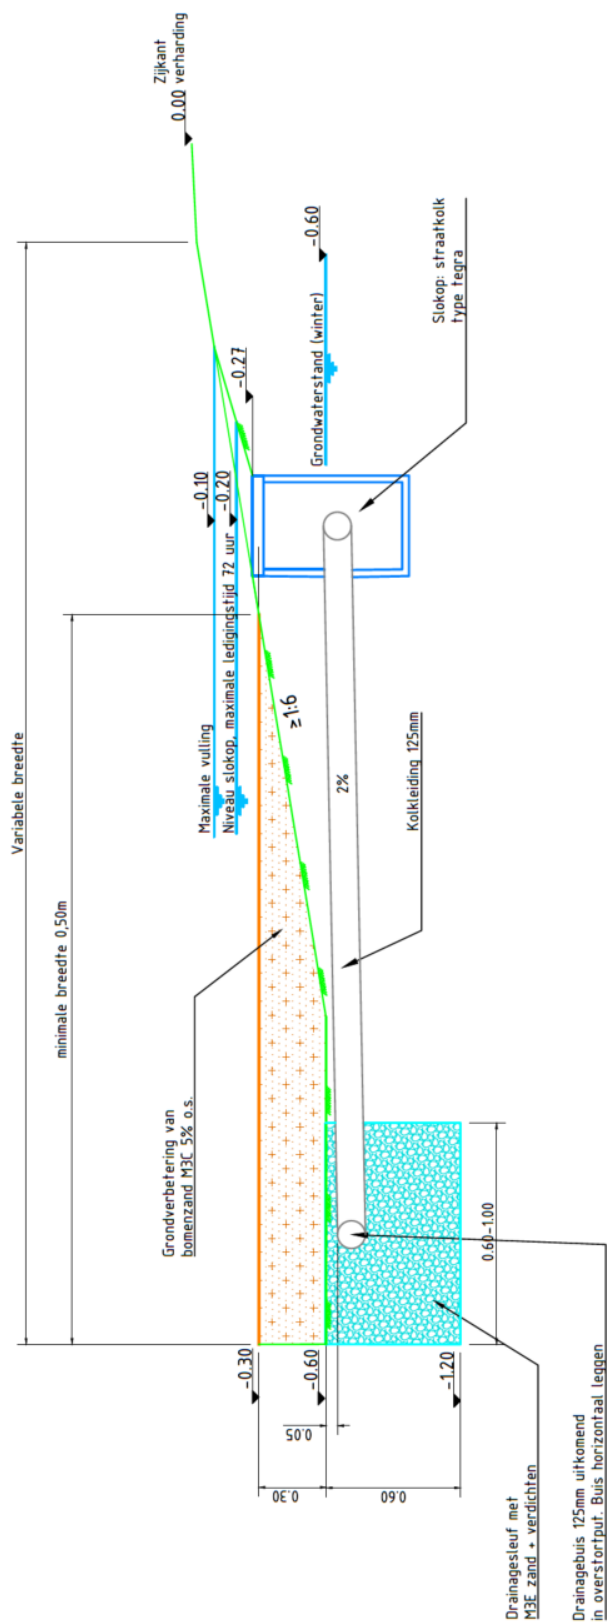 Variabele breedte
Zijkant
0.00 verharding
minimale breedte 0,50m
Maximale vulling
-0.10
Niveau slokop, maximale ledigingstijd 72 uur
-0.20
-0.27
Grondwaterstand (winter)
-0.60
Slokop: straatkolk
type tegra
≥1:6
2%
Kolkleiding 125mm
Grondverbetering van
bomenzand M3C 5% o.s.
-0.30
-0.60
-1.20
0.05
0.30
0.60
0.60-1.00
Drainagesleuf met
M3E zand + verdichten
Drainagebuis 125mm uitkomend
in overstortput. Buis horizontaal leggen